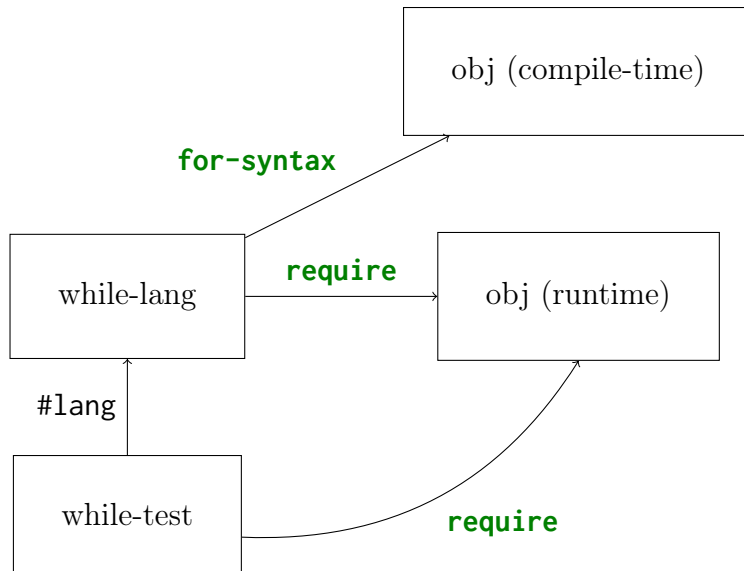 obj (compile-time)
for-syntax
while-lang
require
obj (runtime)
#lang
while-test
require